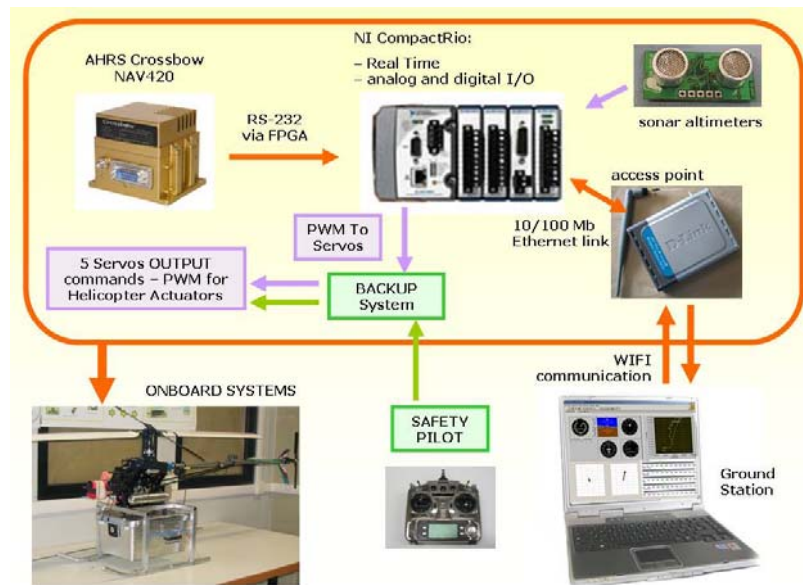 AHRS Crossbow
NAV420
NI CompactRio:
– Real Time
– analog and digital I/O
RS-232
via FPGA
sonar altimeters
access point
10/100 Mb
Ethernet link
D-Link
PWM To
Servos
5 Servos OUTPUT
commands – PWM for
Helicopter Actuators
BACKUP
System
WIFI
communication
ONBOARD SYSTEMS
SAFETY
PILOT
Ground
Station